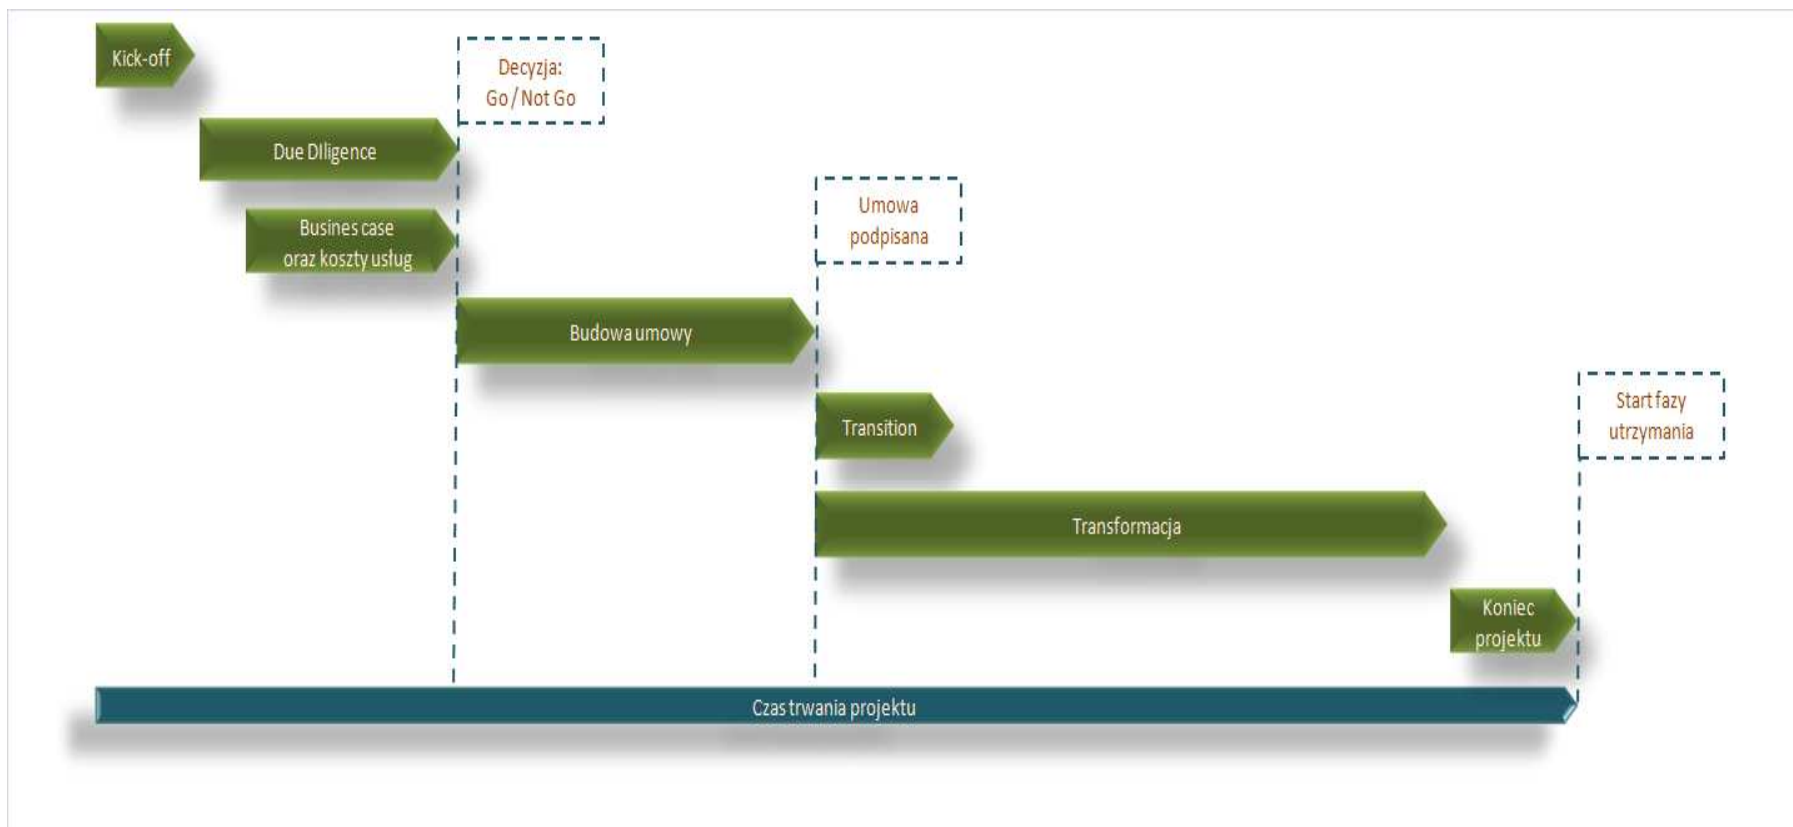 Kick-off
Decyzja:
Go / Not Go
Due DIligence
Busines case
oraz koszty usług
Umowa
podpisana
Budowa umowy
Transition
Start fazy
utrzymania
Transformacja
Koniec
projektu
Czas trwania projektu